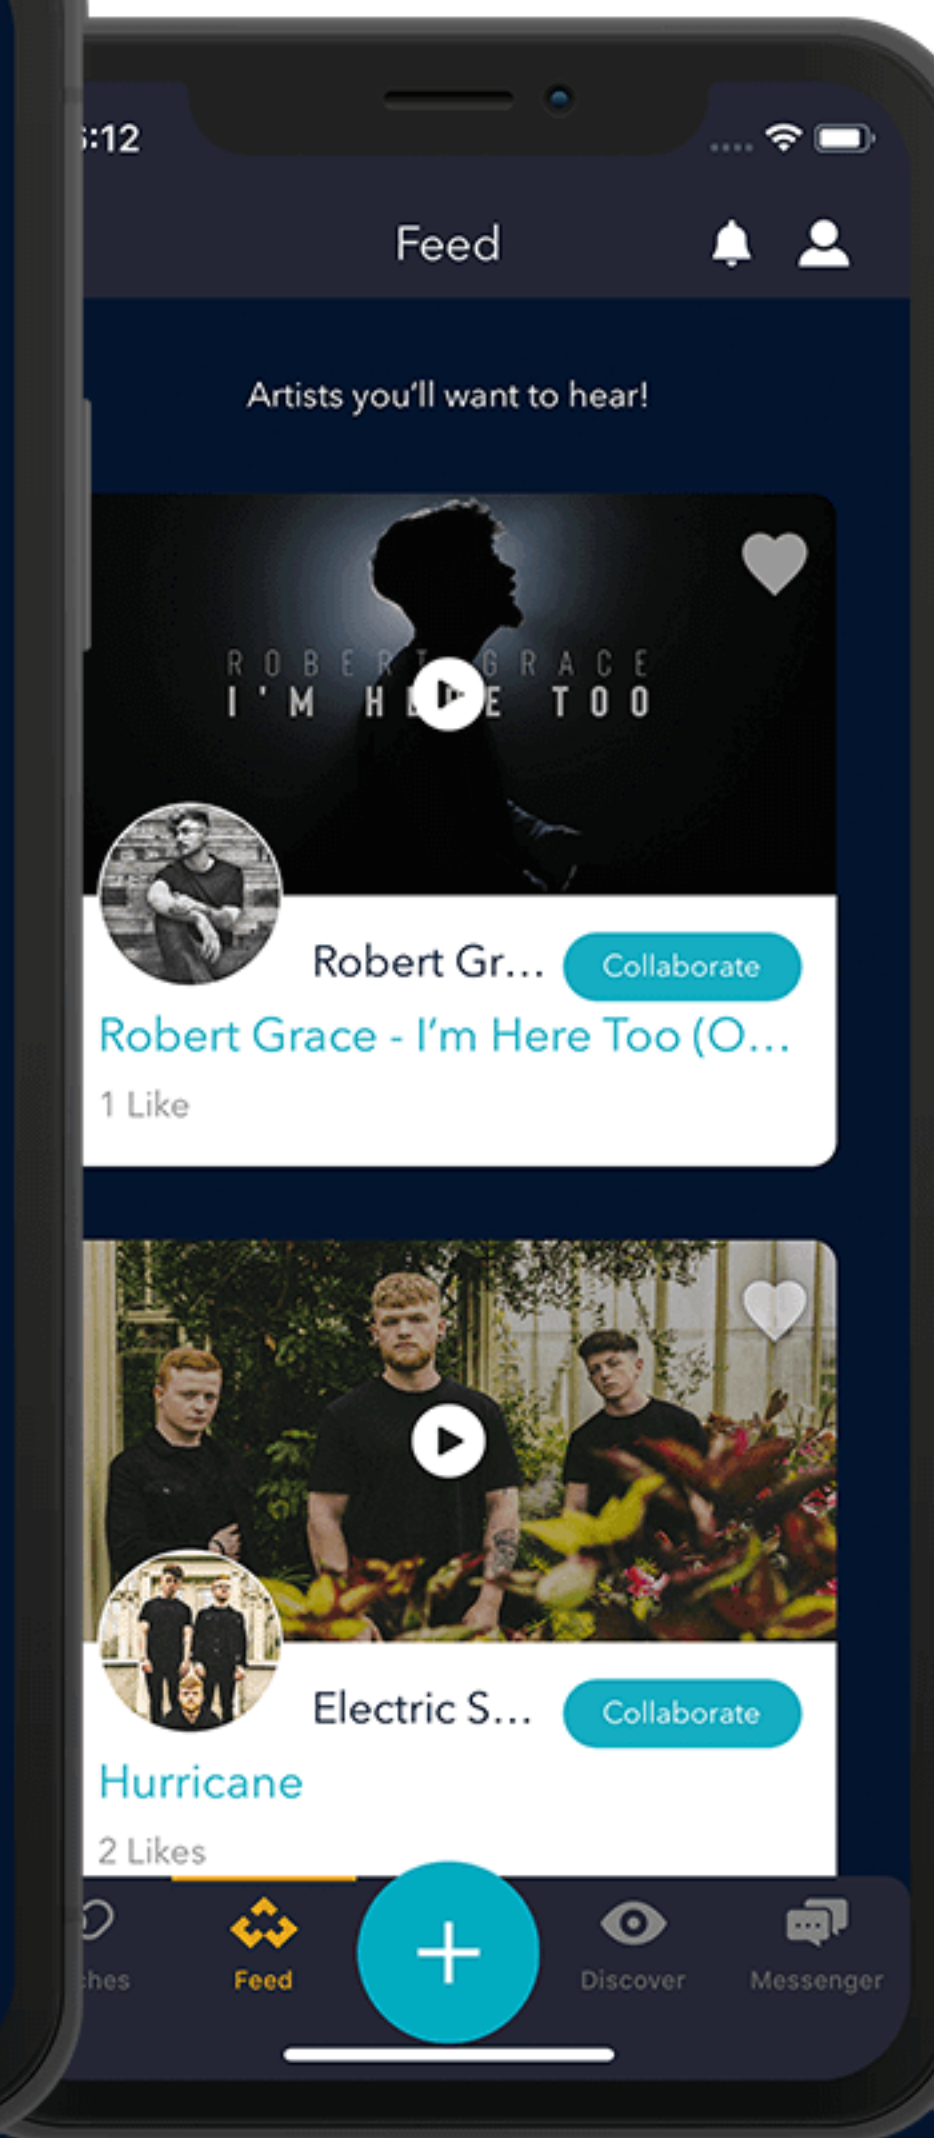 :12
Feed
Artists you'll want to hear!
ROBERT GRACE
I'M HERE TOO
Robert Gr...
Collaborate
Robert Grace - I'm Here Too (O...
1 Like
Electric S...
Collaborate
Hurricane
2 Likes
ches
Feed
Discover
Messenger